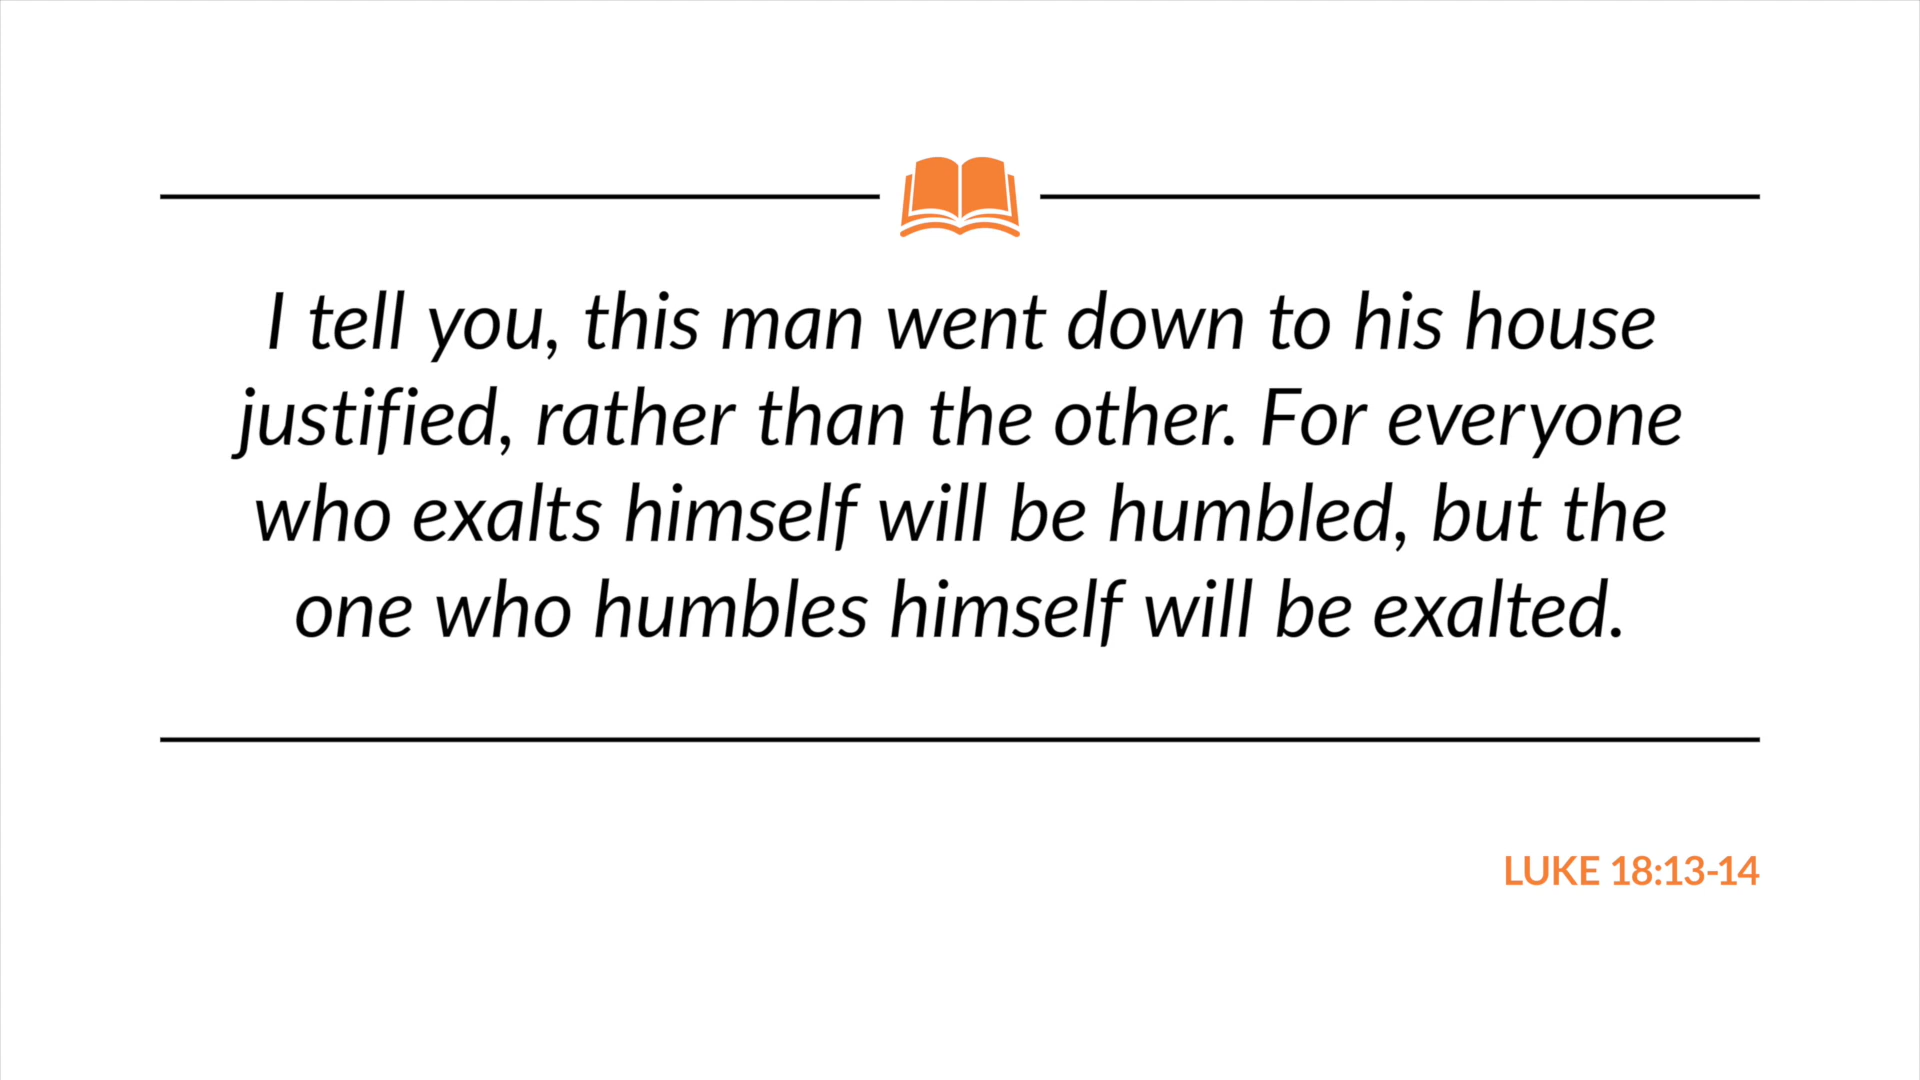 I tell you, this man went down to his house
justified, rather than the other. For everyone
who exalts himself will be humbled, but the
one who humbles himself will be exalted.
LUKE 18:13-14